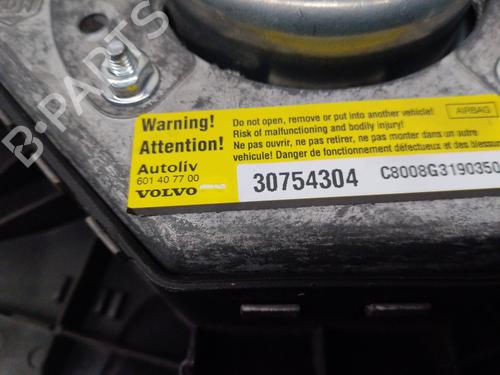 Warning!
Attention!
Autoliv
601 40 77 00
VOLVO
Do not open, remove or put into another vehicle!
Risk of malfunctioning and bodily injury!
Ne pas ouvrir, ne pas retirer, ne pas monter dans un autre
vehicule! Danger de fonctionnement défectueux et des blessu
AIRBAG
30754304
C8008G3190350
B-PARTS